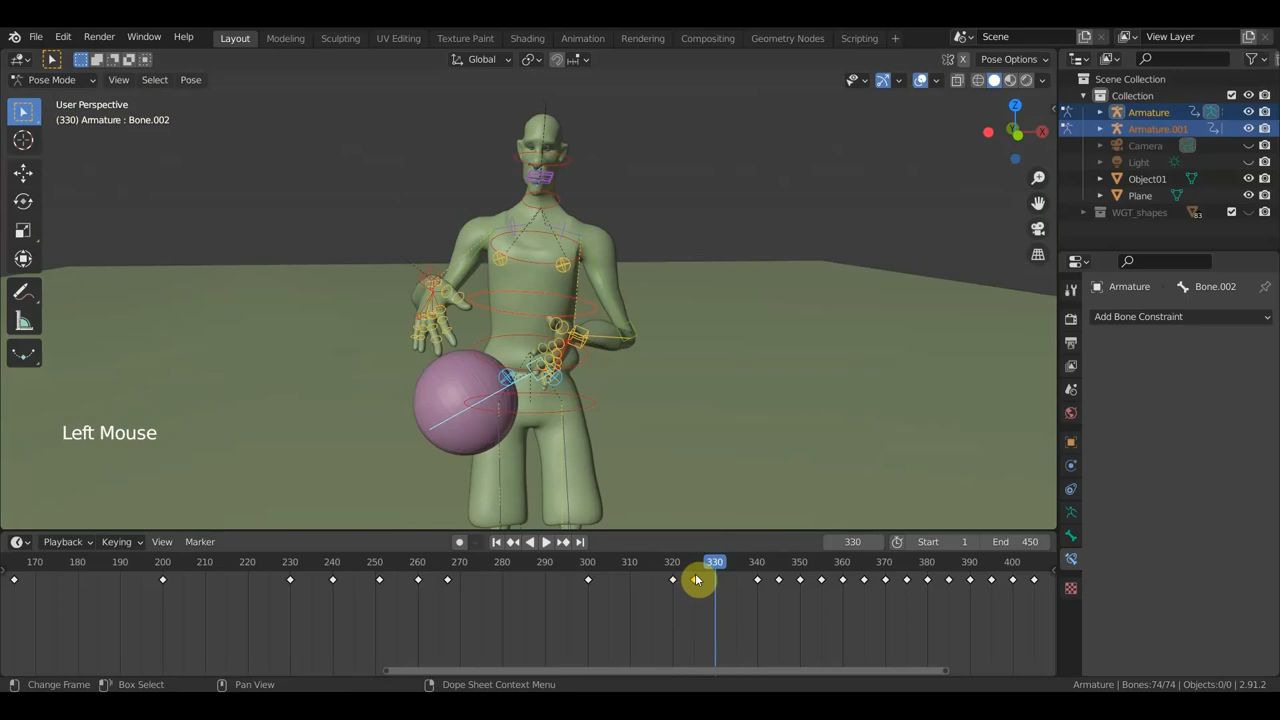 File Edit Render Window Help Layout Modeling Sculpting UV Editing Texture Paint Shading Animation Rendering Compositing Geometry Nodes Scripting + Scene View Layer
Global Pose Options
Pose Mode View Select Pose
User Perspective
(330) Armature : Bone.002
Z
X
Y
Scene Collection
Collection
Armature
Armature.001
Camera
Light
Object01
Plane
WGT_shapes 83
Armature Bone.002
Add Bone Constraint
Left Mouse
Playback Keying View Marker 330 Start 1 End 450
170 180 190 200 210 220 230 240 250 260 270 280 290 300 310 320 330 340 350 360 370 380 390 400
Change Frame Box Select Pan View Dope Sheet Context Menu Armature | Bones:74/74 | Objects:0/0 | 2.91.2